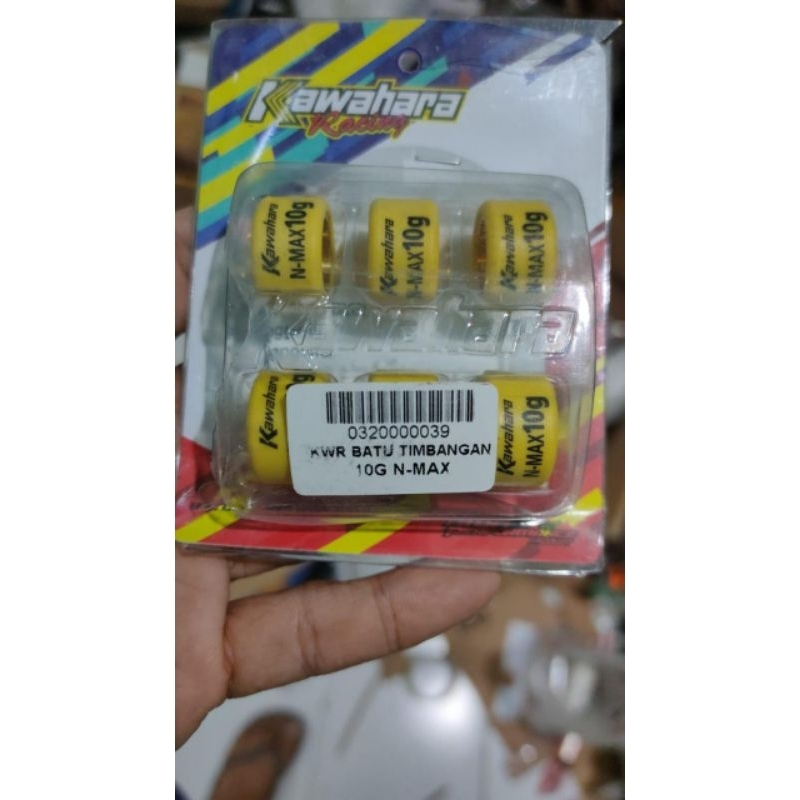 Kawahara
Racing
Kawahara
N-MAX10g
Kawahara
N-MAX10g
Kawahara
N-MAX10g
Kawahara
Kawahara
N-MAX10g
0320000039
KWR BATU TIMBANGAN
10G N-MAX